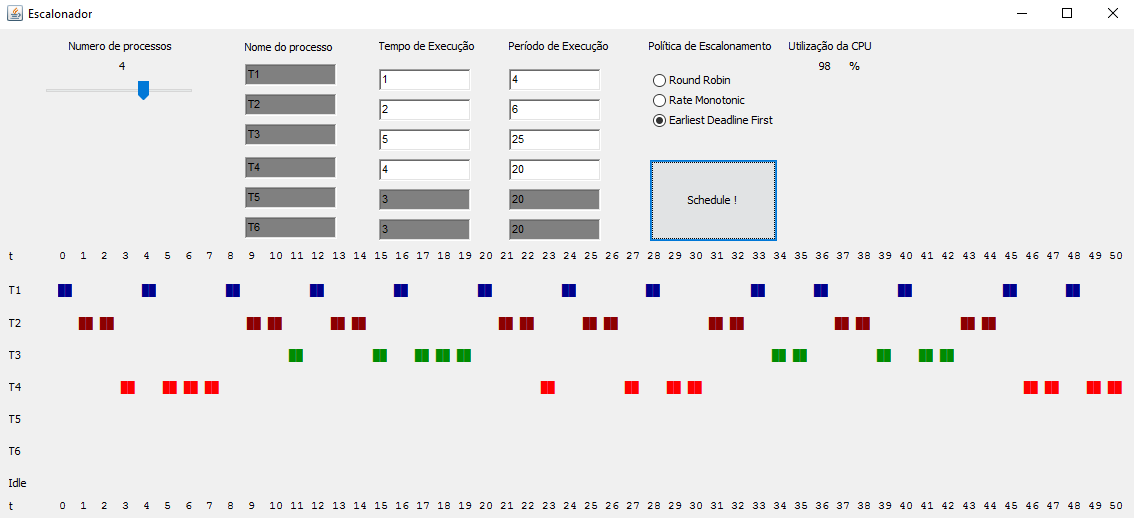 Escalonador
Numero de processos Nome do processo Tempo de Execução Período de Execução Política de Escalonamento Utilização da CPU
4 98 %
T1 1 4 Round Robin
T2 2 6 Rate Monotonic
T3 5 25 Earliest Deadline First
T4 4 20
T5 3 20 Schedule !
T6 3 20
t 0 1 2 3 4 5 6 7 8 9 10 11 12 13 14 15 16 17 18 19 20 21 22 23 24 25 26 27 28 29 30 31 32 33 34 35 36 37 38 39 40 41 42 43 44 45 46 47 48 49 50
T1
T2
T3
T4
T5
T6
Idle
t 0 1 2 3 4 5 6 7 8 9 10 11 12 13 14 15 16 17 18 19 20 21 22 23 24 25 26 27 28 29 30 31 32 33 34 35 36 37 38 39 40 41 42 43 44 45 46 47 48 49 50